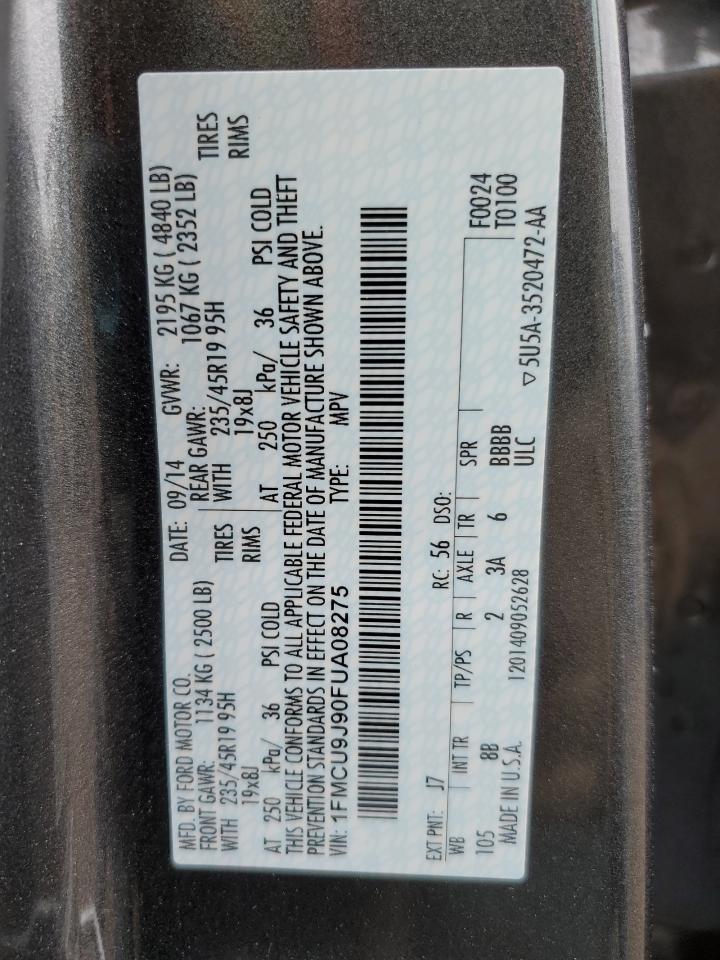 MFD. BY FORD MOTOR CO. DATE: 09/14 GVWR: 2195 KG ( 4840 LB)
FRONT GAWR: 1134 KG ( 2500 LB) REAR GAWR: 1067 KG ( 2352 LB)
WITH 235/45R19 95H TIRES WITH 235/45R19 95H TIRES
19x8J RIMS 19x8J RIMS
AT 250 kPa/ 36 PSI COLD AT 250 kPa/ 36 PSI COLD
THIS VEHICLE CONFORMS TO ALL APPLICABLE FEDERAL MOTOR VEHICLE SAFETY AND THEFT
PREVENTION STANDARDS IN EFFECT ON THE DATE OF MANUFACTURE SHOWN ABOVE.
VIN: 1FMCU9J90FUA08275 TYPE: MPV
EXT PNT: J7 RC: 56 DSO: F0024
WB INT TR TP/PS R AXLE TR SPR T0100
105 8B 2 3A 6 BBBB
ULC
MADE IN U.S.A. 1201409052628 ▽5U5A-3520472-AA